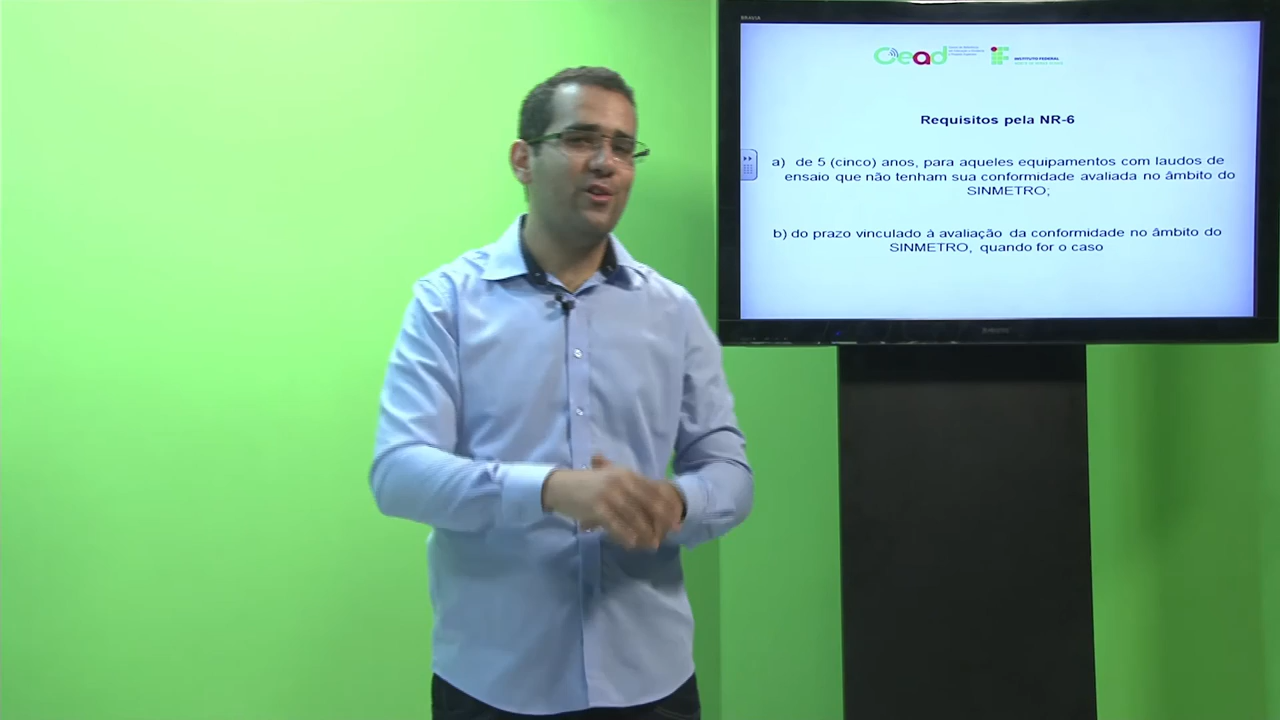 BRAVIA
Cead
INSTITUTO FEDERAL
Requisitos pela NR-6
a) de 5 (cinco) anos, para aqueles equipamentos com laudos de
ensaio que não tenham sua conformidade avaliada no âmbito do
SINMETRO;
b) do prazo vinculado à avaliação da conformidade no âmbito do
SINMETRO, quando for o caso